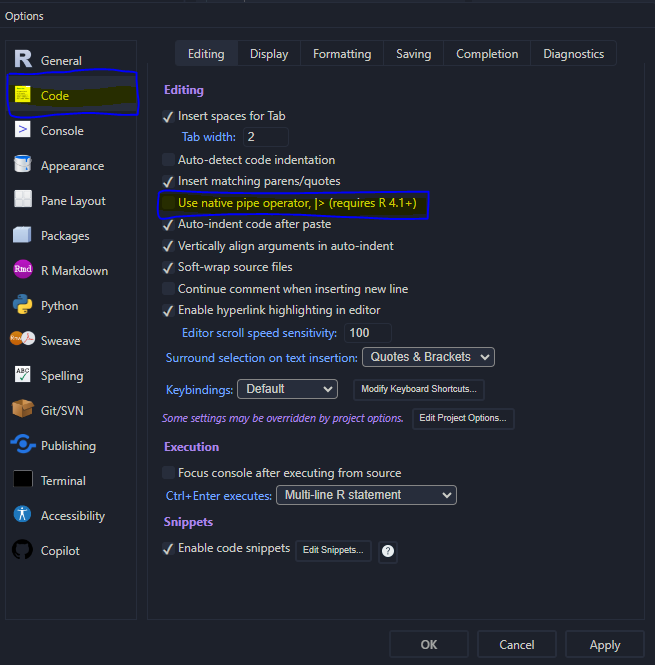 Options
General
Code
Console
Appearance
Pane Layout
Packages
R Markdown
Python
Sweave
Spelling
Git/SVN
Publishing
Terminal
Accessibility
Copilot
Editing Display Formatting Saving Completion Diagnostics
Editing
Insert spaces for Tab
Tab width: 2
Auto-detect code indentation
Insert matching parens/quotes
Use native pipe operator, |> (requires R 4.1+)
Auto-indent code after paste
Vertically align arguments in auto-indent
Soft-wrap source files
Continue comment when inserting new line
Enable hyperlink highlighting in editor
Editor scroll speed sensitivity: 100
Surround selection on text insertion: Quotes & Brackets
Keybindings: Default Modify Keyboard Shortcuts...
Some settings may be overridden by project options. Edit Project Options...
Execution
Focus console after executing from source
Ctrl+Enter executes: Multi-line R statement
Snippets
Enable code snippets Edit Snippets... ?
OK Cancel Apply